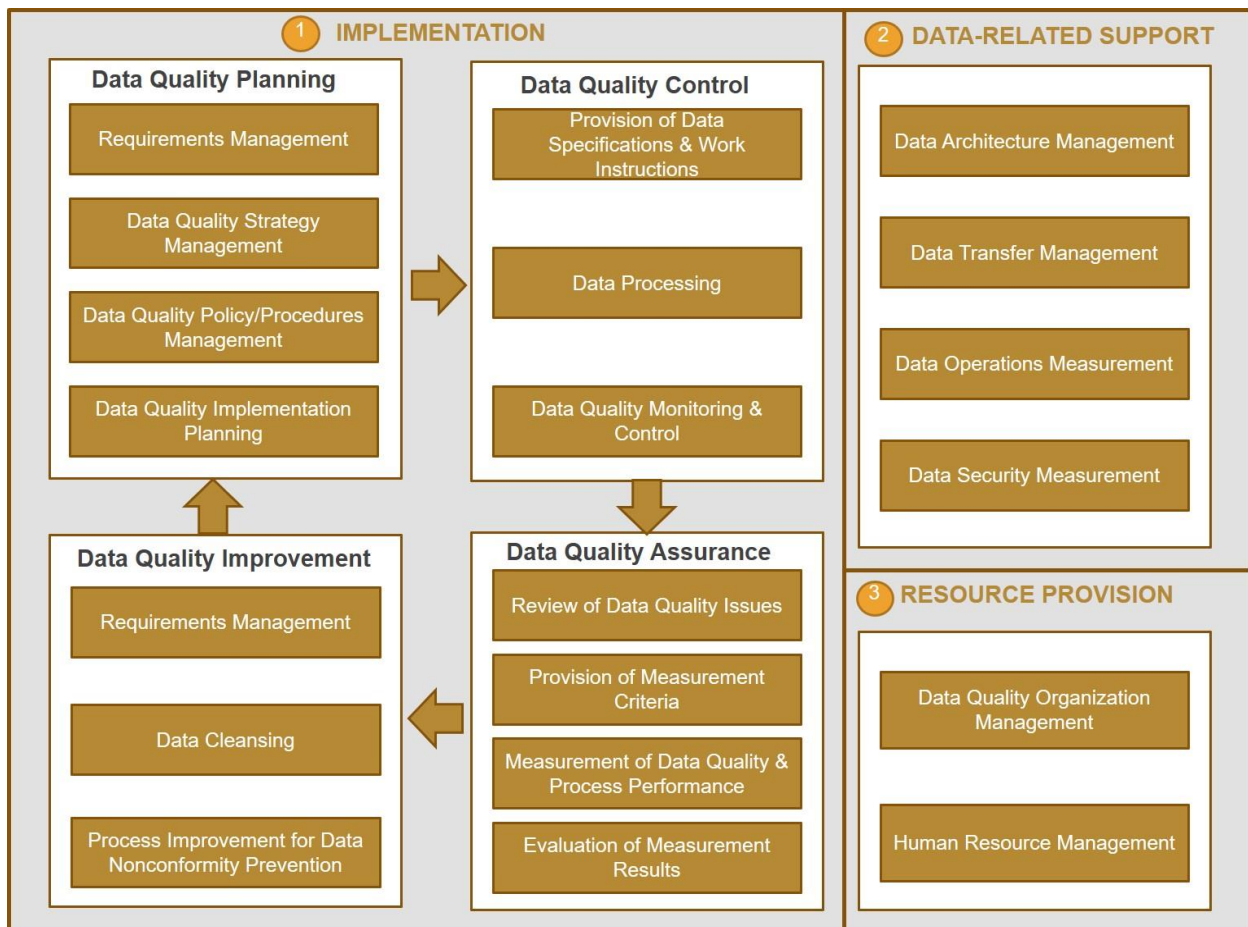 1 IMPLEMENTATION
Data Quality Planning
Requirements Management
Data Quality Strategy
Management
Data Quality Policy/Procedures
Management
Data Quality Implementation
Planning
Data Quality Control
Provision of Data
Specifications & Work
Instructions
Data Processing
Data Quality Monitoring &
Control
Data Quality Improvement
Requirements Management
Data Cleansing
Process Improvement for Data
Nonconformity Prevention
Data Quality Assurance
Review of Data Quality Issues
Provision of Measurement
Criteria
Measurement of Data Quality &
Process Performance
Evaluation of Measurement
Results
2 DATA-RELATED SUPPORT
Data Architecture Management
Data Transfer Management
Data Operations Measurement
Data Security Measurement
3 RESOURCE PROVISION
Data Quality Organization
Management
Human Resource Management